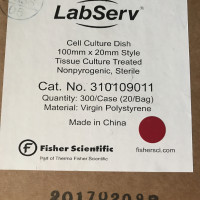 LabServ®
Cell Culture Dish
100mm x 20mm Style
Tissue Culture Treated
Nonpyrogenic, Sterile
Cat. No. 310109011
Quantity: 300/Case (20/Bag)
Material: Virgin Polystyrene
Made in China
Fisher Scientific
Part of Thermo Fisher Scientific
fishersci.com